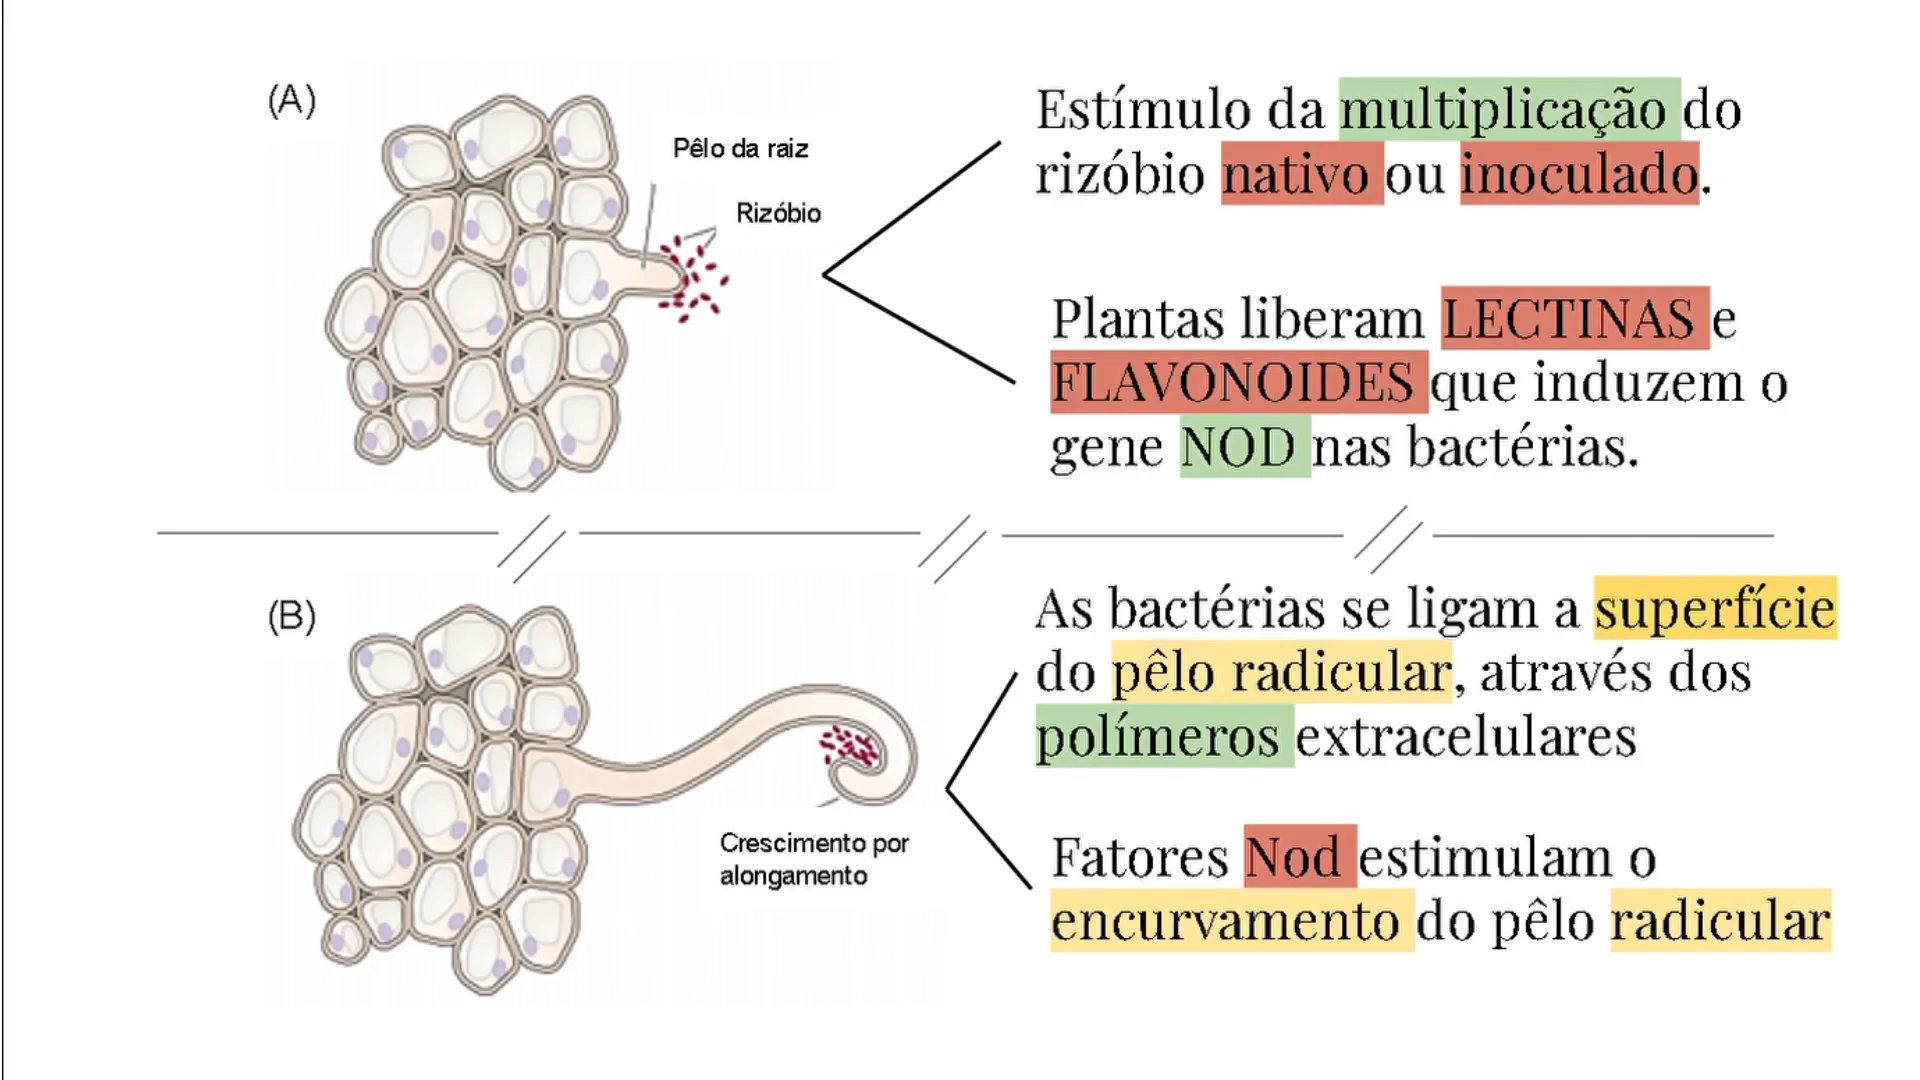 (A)
Pêlo da raiz
Rizóbio
Estímulo da multiplicação do
rizóbio nativo ou inoculado.
Plantas liberam LECTINAS e
FLAVONOIDES que induzem o
gene NOD nas bactérias.
(B)
Crescimento por
alongamento
As bactérias se ligam a superfície
do pêlo radicular, através dos
polímeros extracelulares
Fatores Nod estimulam o
encurvamento do pêlo radicular